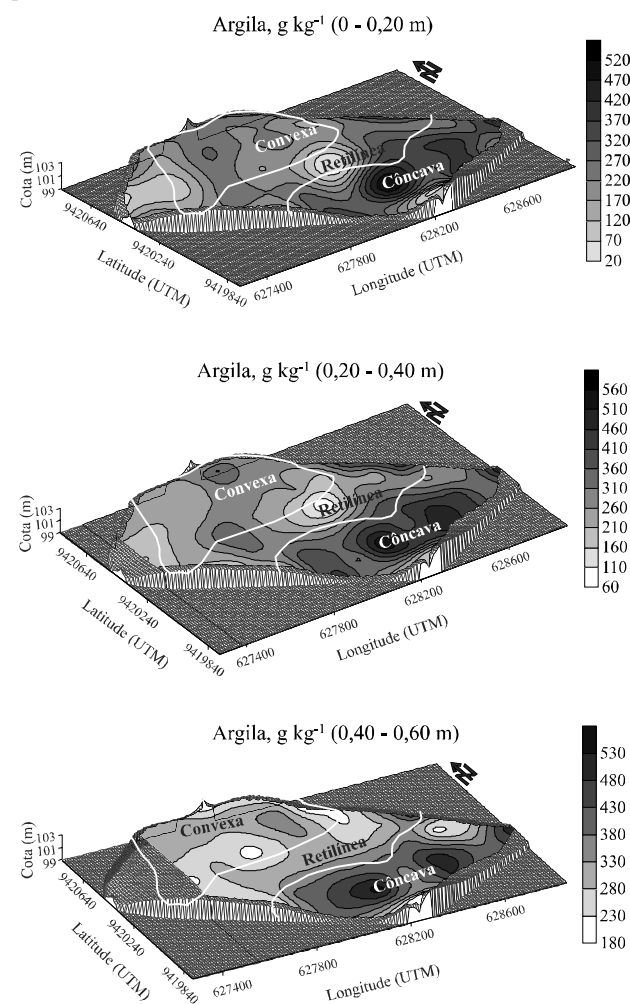 Argila, g kg⁻¹ (0 - 0,20 m)
N
520
470
420
370
320
270
220
170
120
70
20
Convexa
Retilínea
Côncava
Cota (m)
103
101
99
9420640
9420240
9419840
Latitude (UTM)
627400
627800
628200
628600
Longitude (UTM)
Argila, g kg⁻¹ (0,20 - 0,40 m)
N
560
510
460
410
360
310
260
210
160
110
60
Convexa
Retilínea
Côncava
Cota (m)
103
101
99
9420640
9420240
9419840
Latitude (UTM)
627400
627800
628200
628600
Longitude (UTM)
Argila, g kg⁻¹ (0,40 - 0,60 m)
N
530
480
430
380
330
280
230
180
Convexa
Retilínea
Côncava
Cota (m)
103
101
99
9420640
9420240
9419840
Latitude (UTM)
627400
627800
628200
628600
Longitude (UTM)